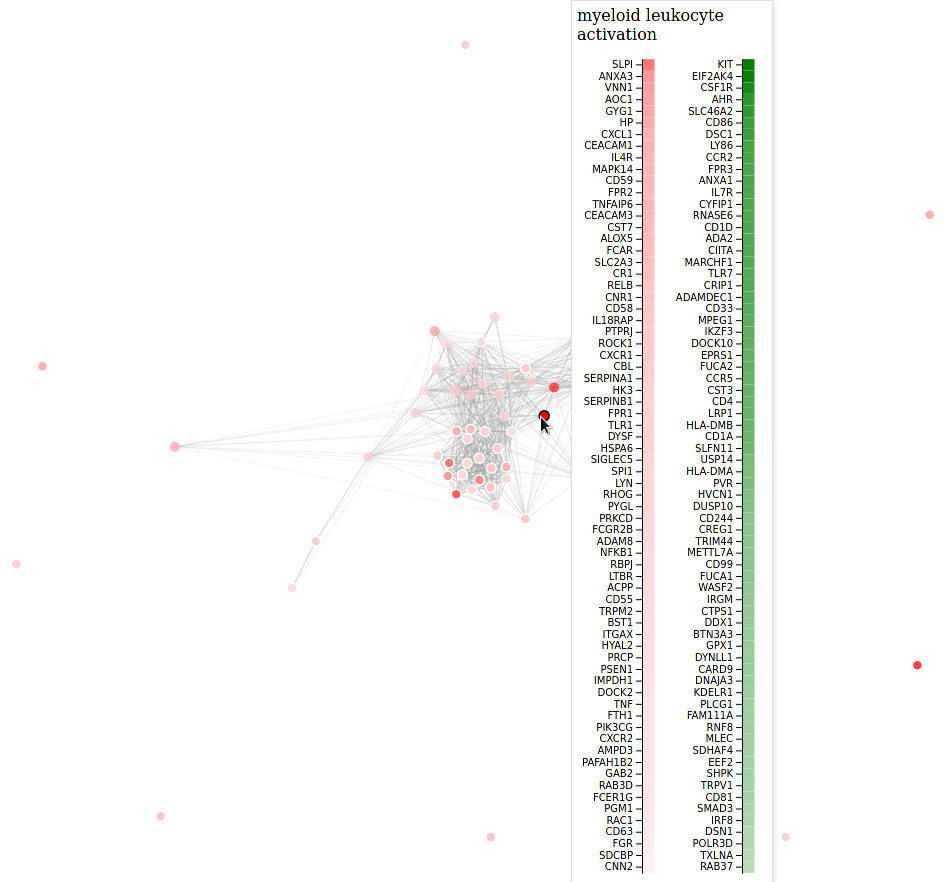 myeloid leukocyte
activation
SLPI KIT
ANXA3 EIF2AK4
VNN1 CSF1R
AOC1 AHR
GYG1 SLC46A2
HP CD86
CXCL1 DSC1
CEACAM1 LY86
IL4R CCR2
MAPK14 FPR3
CD59 ANXA1
FPR2 IL7R
TNFAIP6 CYFIP1
CEACAM3 RNASE6
CST7 CD1D
ALOX5 ADA2
FCAR CIITA
SLC2A3 MARCHF1
CR1 TLR7
RELB CRIP1
CNR1 ADAMDEC1
CD58 CD33
IL18RAP MPEG1
PTPRJ IKZF3
ROCK1 DOCK10
CXCR1 EPRS1
CBL FUCA2
SERPINA1 CCR5
HK3 CST3
SERPINB1 CD4
FPR1 LRP1
TLR1 HLA-DMB
DYSF CD1A
HSPA6 SLFN11
SIGLEC5 USP14
SPI1 HLA-DMA
LYN PVR
RHOG HVCN1
PYGL DUSP10
PRKCD CD244
FCGR2B CREG1
ADAM8 TRIM44
NFKB1 METTL7A
RBPJ CD99
LTBR FUCA1
ACPP WASF2
CD55 IRGM
TRPM2 CTPS1
BST1 DDX1
ITGAX BTN3A3
HYAL2 GPX1
PRCP DYNLL1
PSEN1 CARD9
IMPDH1 DNAJA3
DOCK2 KDELR1
TNF PLCG1
FTH1 FAM111A
PIK3CG RNF8
CXCR2 MLEC
AMPD3 SDHAF4
PAFAH1B2 EEF2
GAB2 SHPK
RAB3D TRPV1
FCER1G CD81
PGM1 SMAD3
RAC1 IRF8
CD63 DSN1
FGR POLR3D
SDCBP TXLNA
CNN2 RAB37